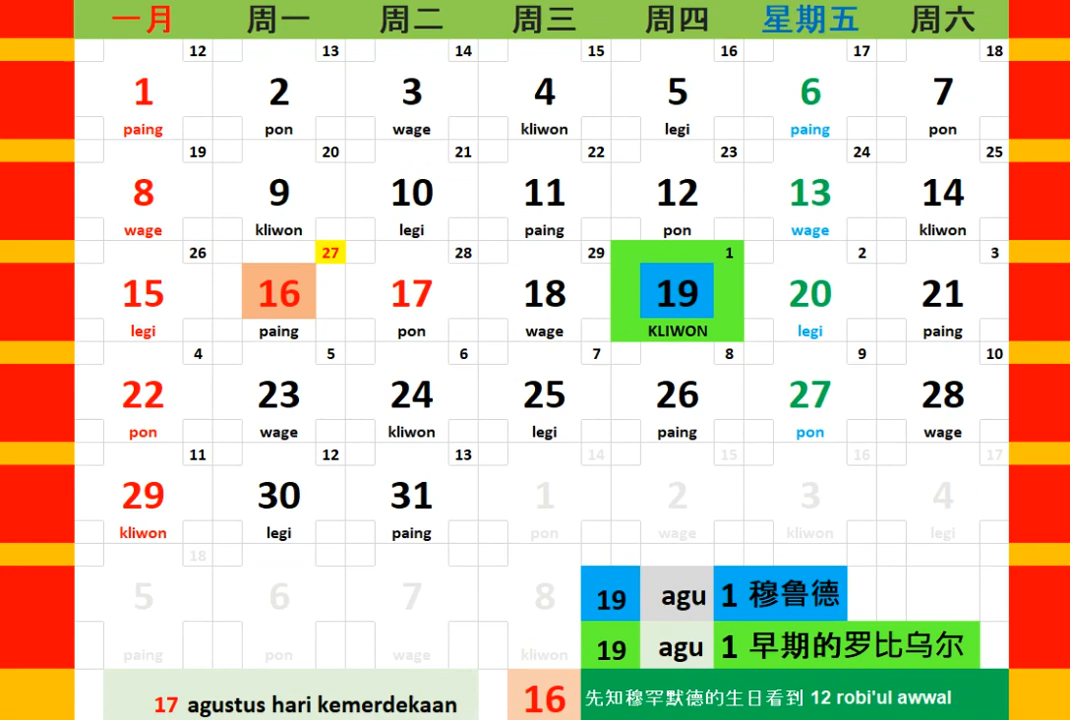 一月 周一 周二 周三 周四 星期五 周六
12 13 14 15 16 17 18
1 2 3 4 5 6 7
paing pon wage kliwon legi paing pon
19 20 21 22 23 24 25
8 9 10 11 12 13 14
wage kliwon legi paing pon wage kliwon
26 27 28 29 1 2 3
15 16 17 18 19 20 21
legi paing pon wage KLIWON legi paing
4 5 6 7 8 9 10
22 23 24 25 26 27 28
pon wage kliwon legi paing pon wage
11 12 13 14 15 16 17
29 30 31 1 2 3 4
kliwon legi paing pon wage kliwon legi
18
5 6 7 8
19 agu 1 穆鲁德
19 agu 1 早期的罗比乌尔
paing pon wage kliwon
17 agustus hari kemerdekaan
16 先知穆罕默德的生日看到 12 robi'ul awwal